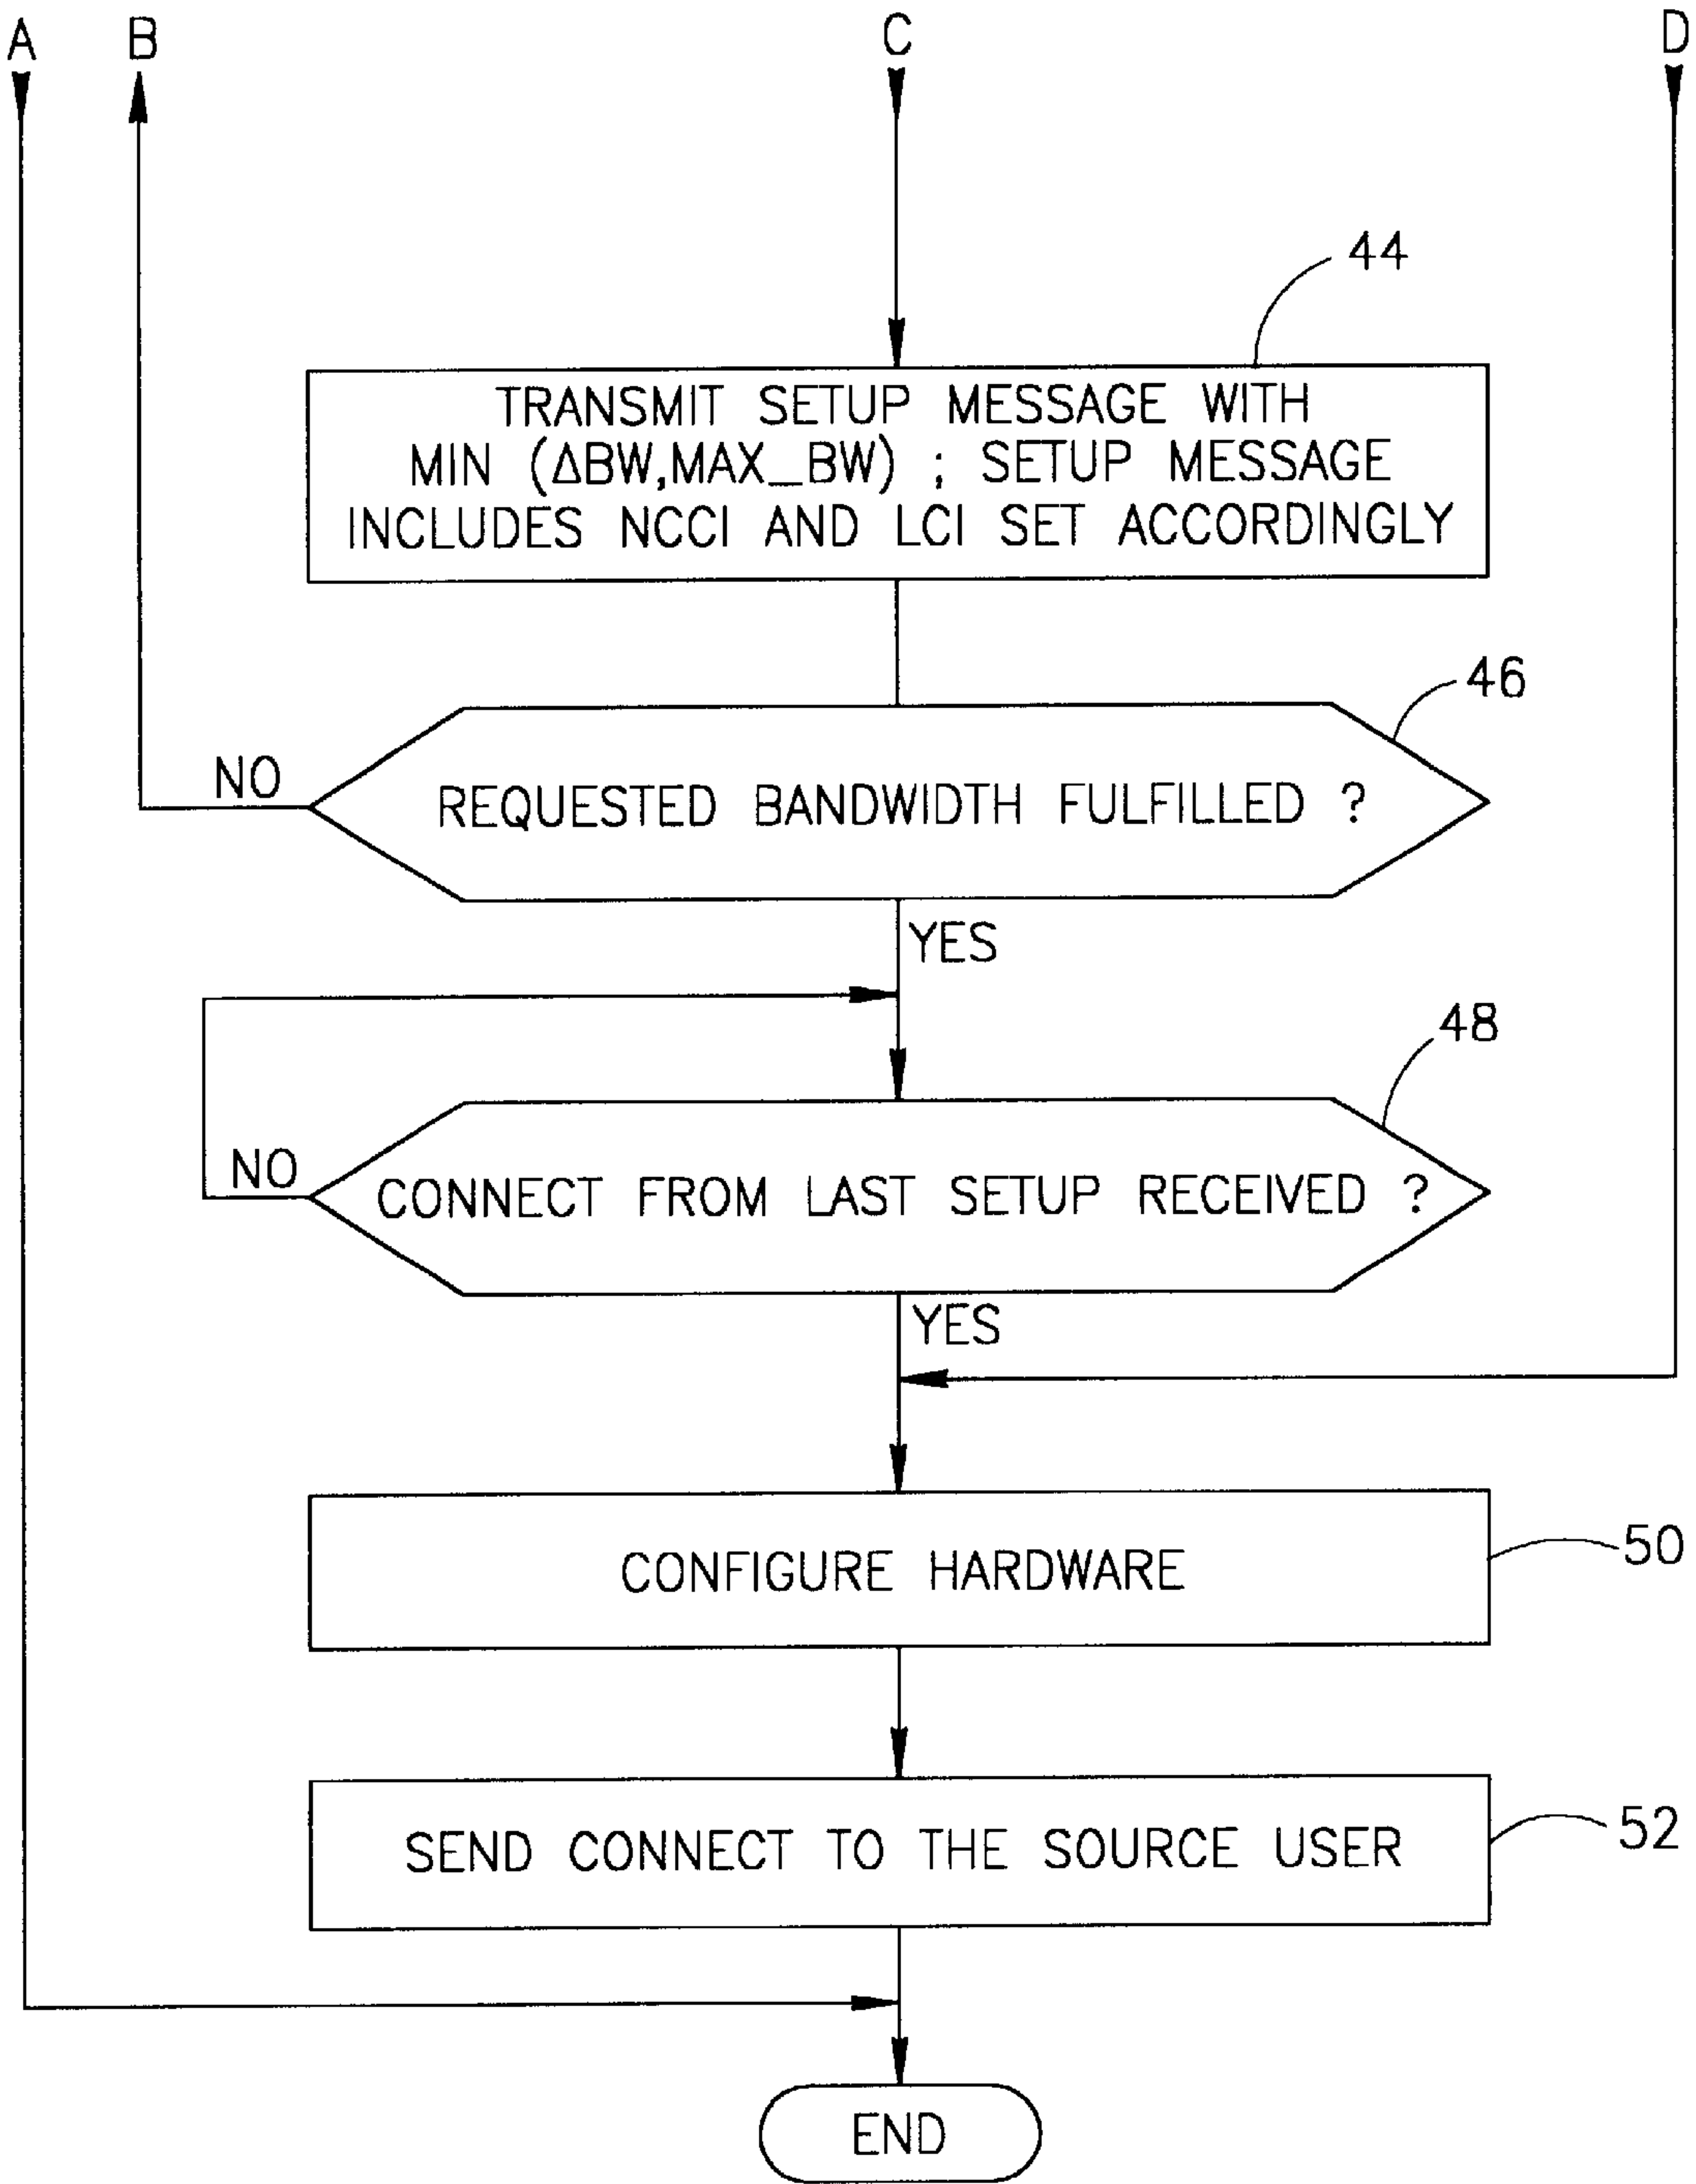 A B C D
44
TRANSMIT SETUP MESSAGE WITH
MIN (ΔBW,MAX_BW) ; SETUP MESSAGE
INCLUDES NCCI AND LCI SET ACCORDINGLY
46
NO
REQUESTED BANDWIDTH FULFILLED ?
YES
48
NO
CONNECT FROM LAST SETUP RECEIVED ?
YES
50
CONFIGURE HARDWARE
52
SEND CONNECT TO THE SOURCE USER
END